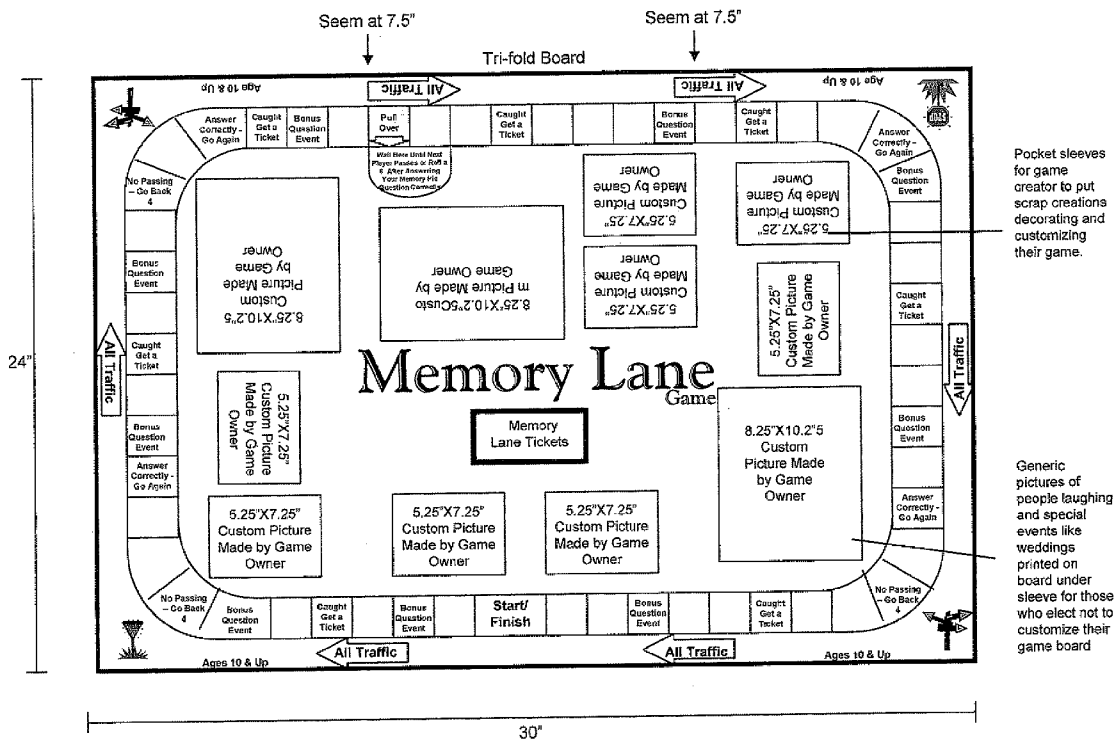 Seem at 7.5"
Seem at 7.5"
Tri-fold Board
Age 10 & Up
All Traffic
All Traffic
Age 10 & Up
Answer
Correctly -
Go Again
Caught
Get a
Ticket
Bonus
Question
Event
Pull
Over
Caught
Get a
Ticket
Bonus
Question
Event
Caught
Get a
Ticket
Answer
Correctly -
Go Again
Wait Here Until Next
Player Passes or Roll a
6 After Answering
Your Memory Pic
Question Correctly
No Passing
– Go Back
4
Bonus
Question
Event
Pocket sleeves
for game
creator to put
scrap creations
decorating and
customizing
their game.
8.25"X10.2"5
Custom
Picture Made
by Game
Owner
8.25"X10.2"5Custo
m Picture Made by
Game Owner
5.25"X7.25"
Custom Picture
Made by Game
Owner
5.25"X7.25"
Custom Picture
Made by Game
Owner
5.25"X7.25"
Custom Picture
Made by Game
Owner
5.25"X7.25"
Custom Picture
Made by Game
Owner
Bonus
Question
Event
Caught
Get a
Ticket
24"
All Traffic
Caught
Get a
Ticket
All Traffic
Memory Lane
Game
Memory
Lane Tickets
5.25"X7.25"
Custom Picture
Made by Game
Owner
8.25"X10.2"5
Custom
Picture Made
by Game
Owner
Bonus
Question
Event
Answer
Correctly -
Go Again
Bonus
Question
Event
Answer
Correctly -
Go Again
Generic
pictures of
people laughing
and special
events like
weddings
printed on
board under
sleeve for those
who elect not to
customize their
game board
5.25"X7.25"
Custom Picture
Made by Game
Owner
5.25"X7.25"
Custom Picture
Made by Game
Owner
5.25"X7.25"
Custom Picture
Made by Game
Owner
No Passing
– Go Back
4
Bonus
Question
Event
Caught
Get a
Ticket
Bonus
Question
Event
Start/
Finish
Bonus
Question
Event
Caught
Get a
Ticket
No Passing
– Go Back
4
Ages 10 & Up
All Traffic
All Traffic
Ages 10 & Up
30"